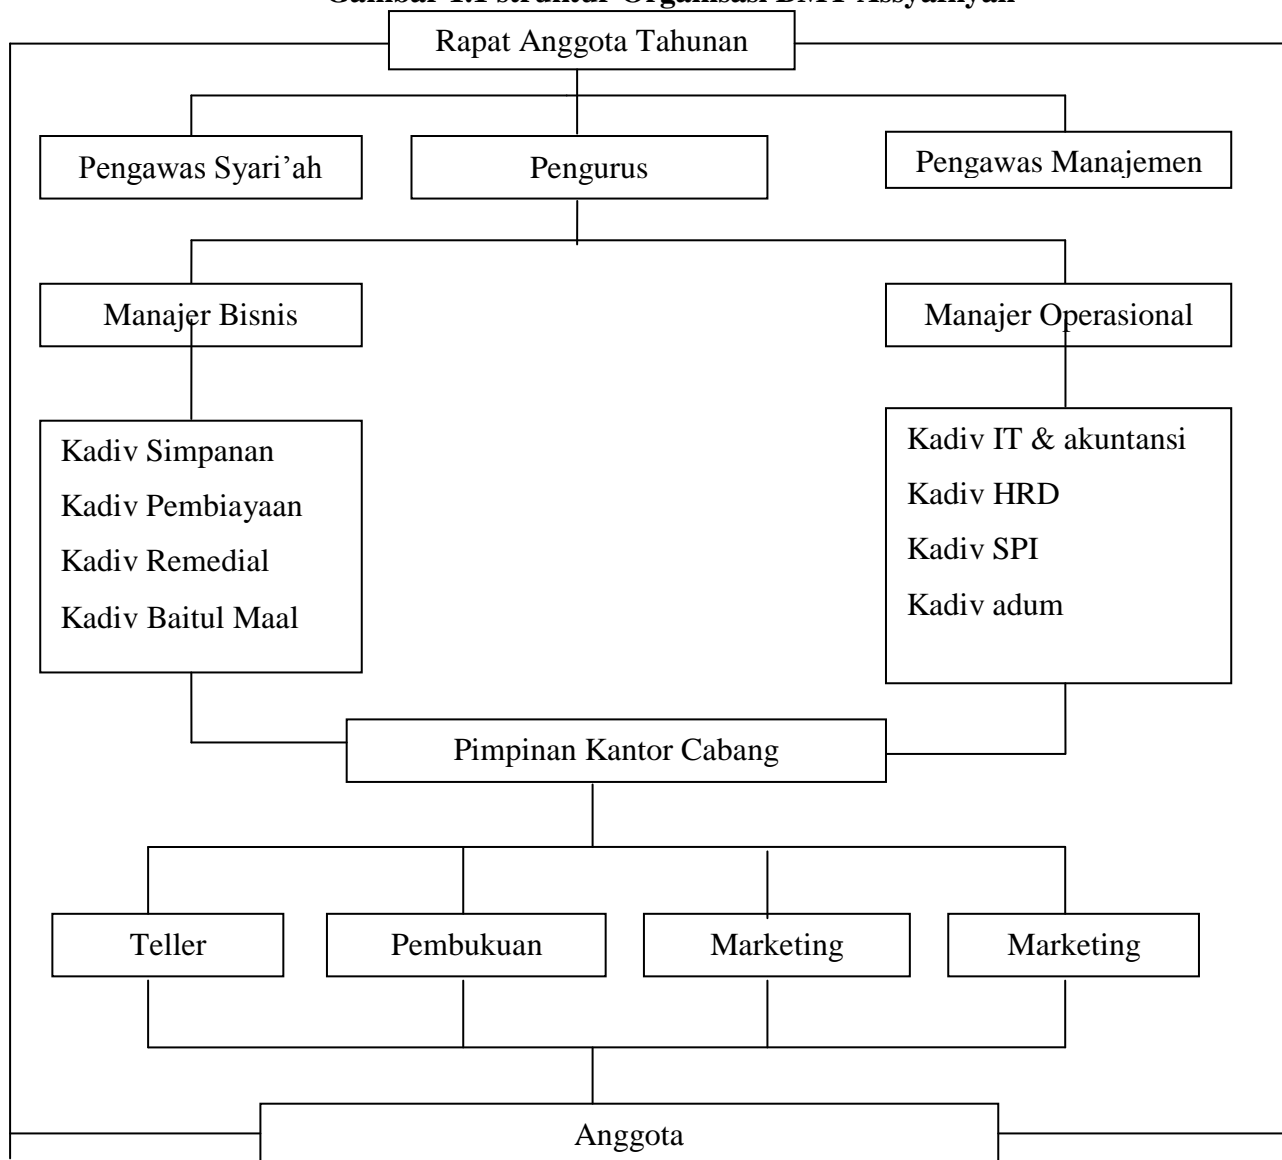 Rapat Anggota Tahunan
Pengawas Syari’ah
Pengurus
Pengawas Manajemen
Manajer Bisnis
Manajer Operasional
Kadiv Simpanan
Kadiv Pembiayaan
Kadiv Remedial
Kadiv Baitul Maal
Kadiv IT & akuntansi
Kadiv HRD
Kadiv SPI
Kadiv adum
Pimpinan Kantor Cabang
Teller
Pembukuan
Marketing
Marketing
Anggota